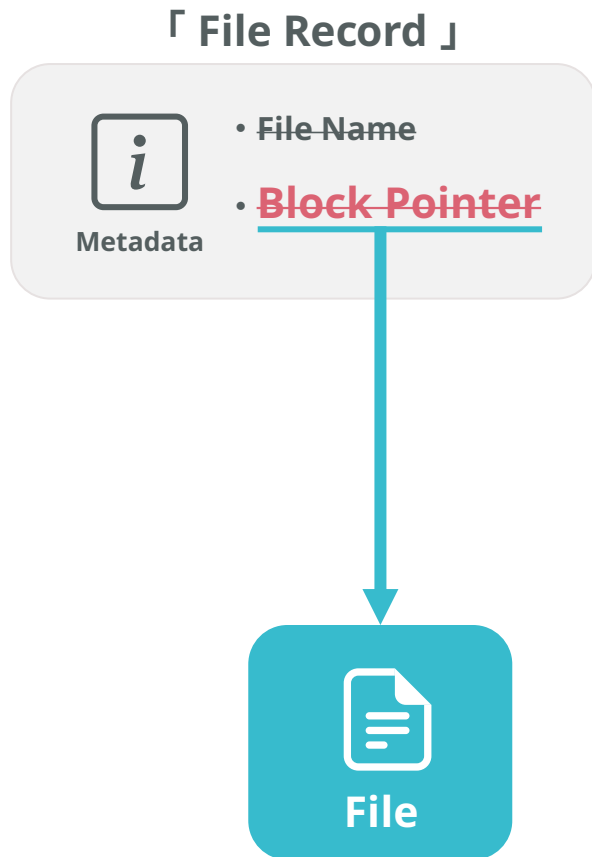 「 File Record 」
i
Metadata
• File Name
• Block Pointer
File